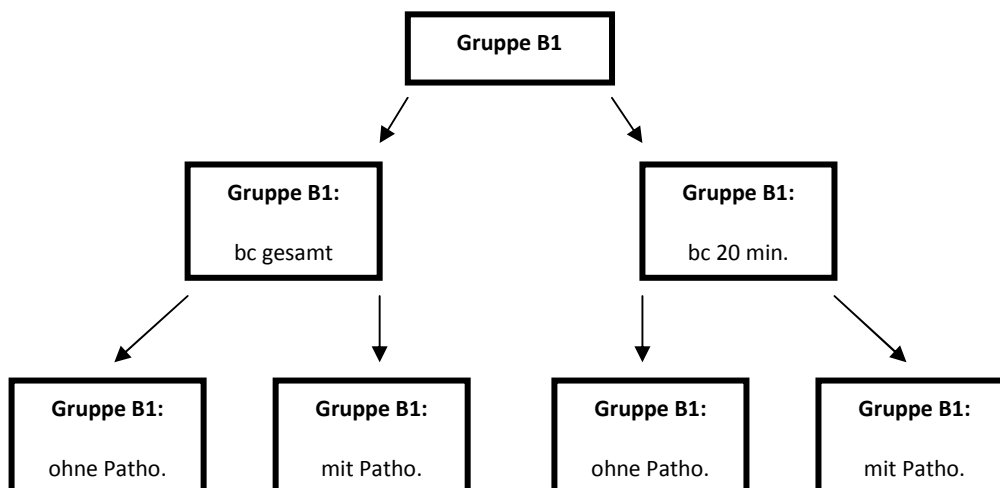 Gruppe B1
Gruppe B1:
bc gesamt
Gruppe B1:
bc 20 min.
Gruppe B1:
ohne Patho.
Gruppe B1:
mit Patho.
Gruppe B1:
ohne Patho.
Gruppe B1:
mit Patho.